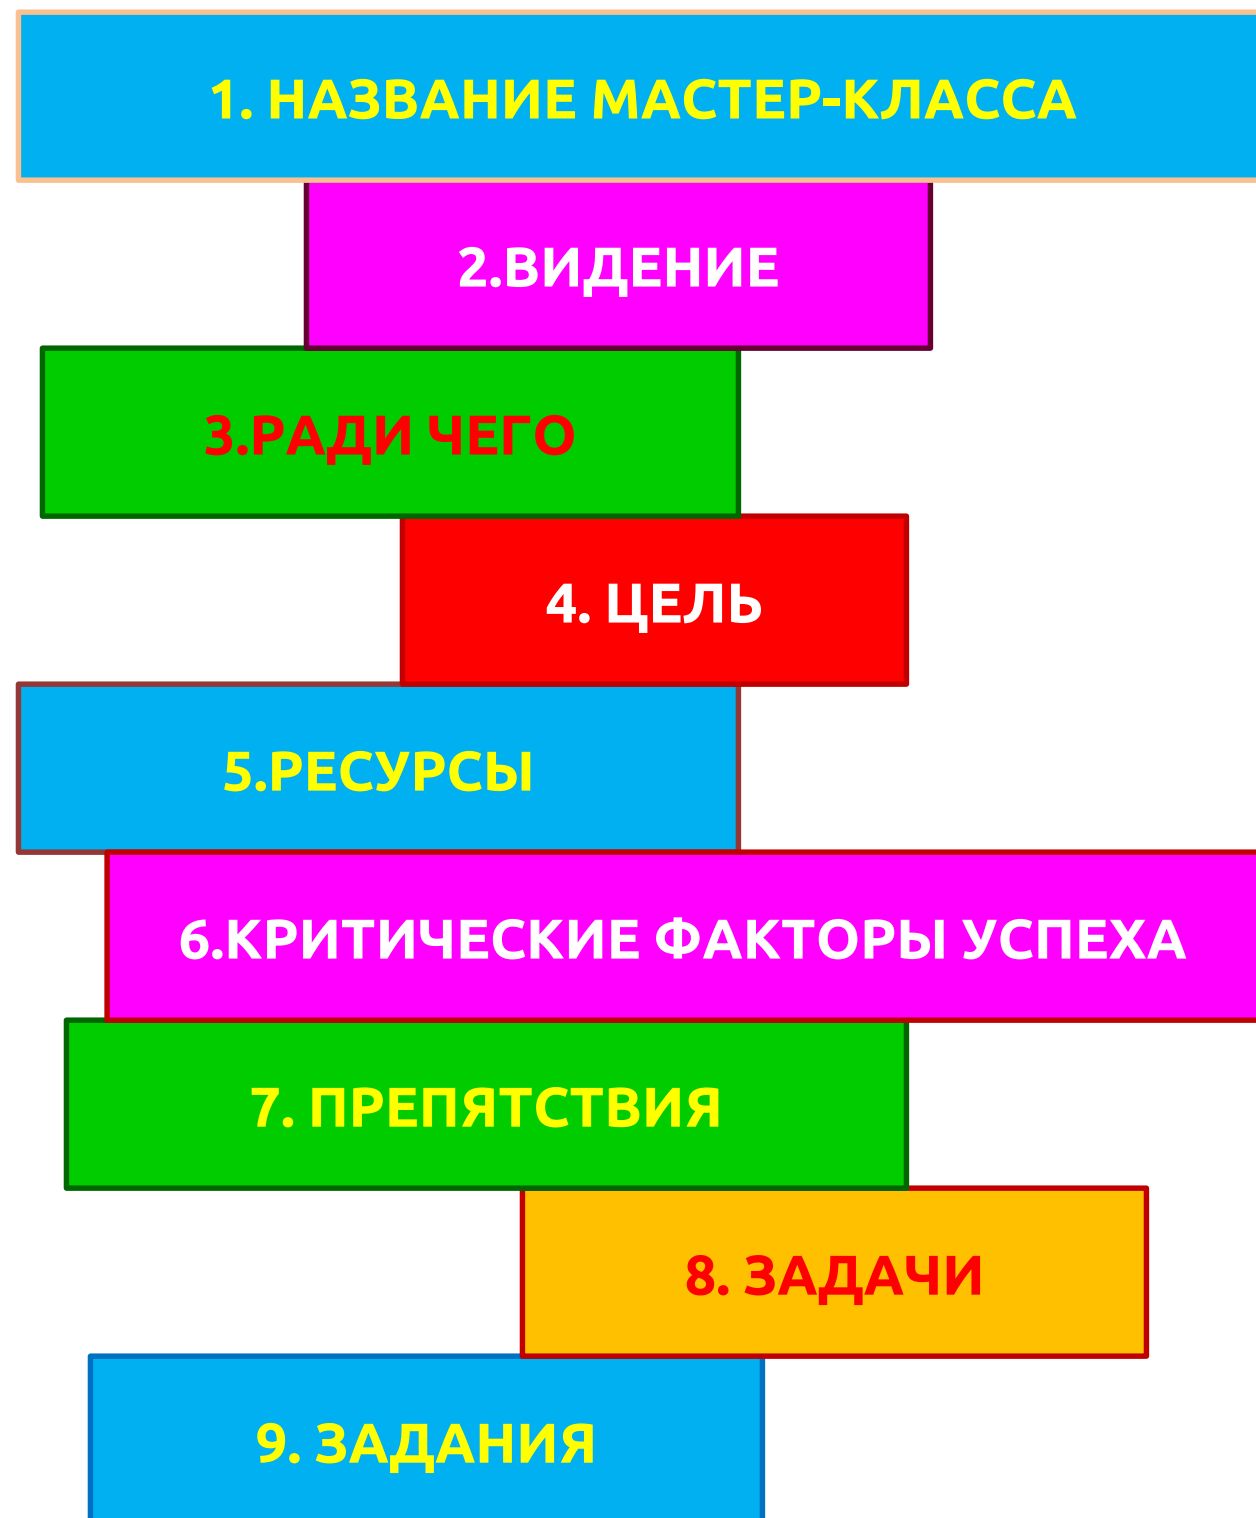 1. НАЗВАНИЕ МАСТЕР-КЛАССА
2.ВИДЕНИЕ
3.РАДИ ЧЕГО
4. ЦЕЛЬ
5.РЕСУРСЫ
6.КРИТИЧЕСКИЕ ФАКТОРЫ УСПЕХА
7. ПРЕПЯТСТВИЯ
8. ЗАДАЧИ
9. ЗАДАНИЯ